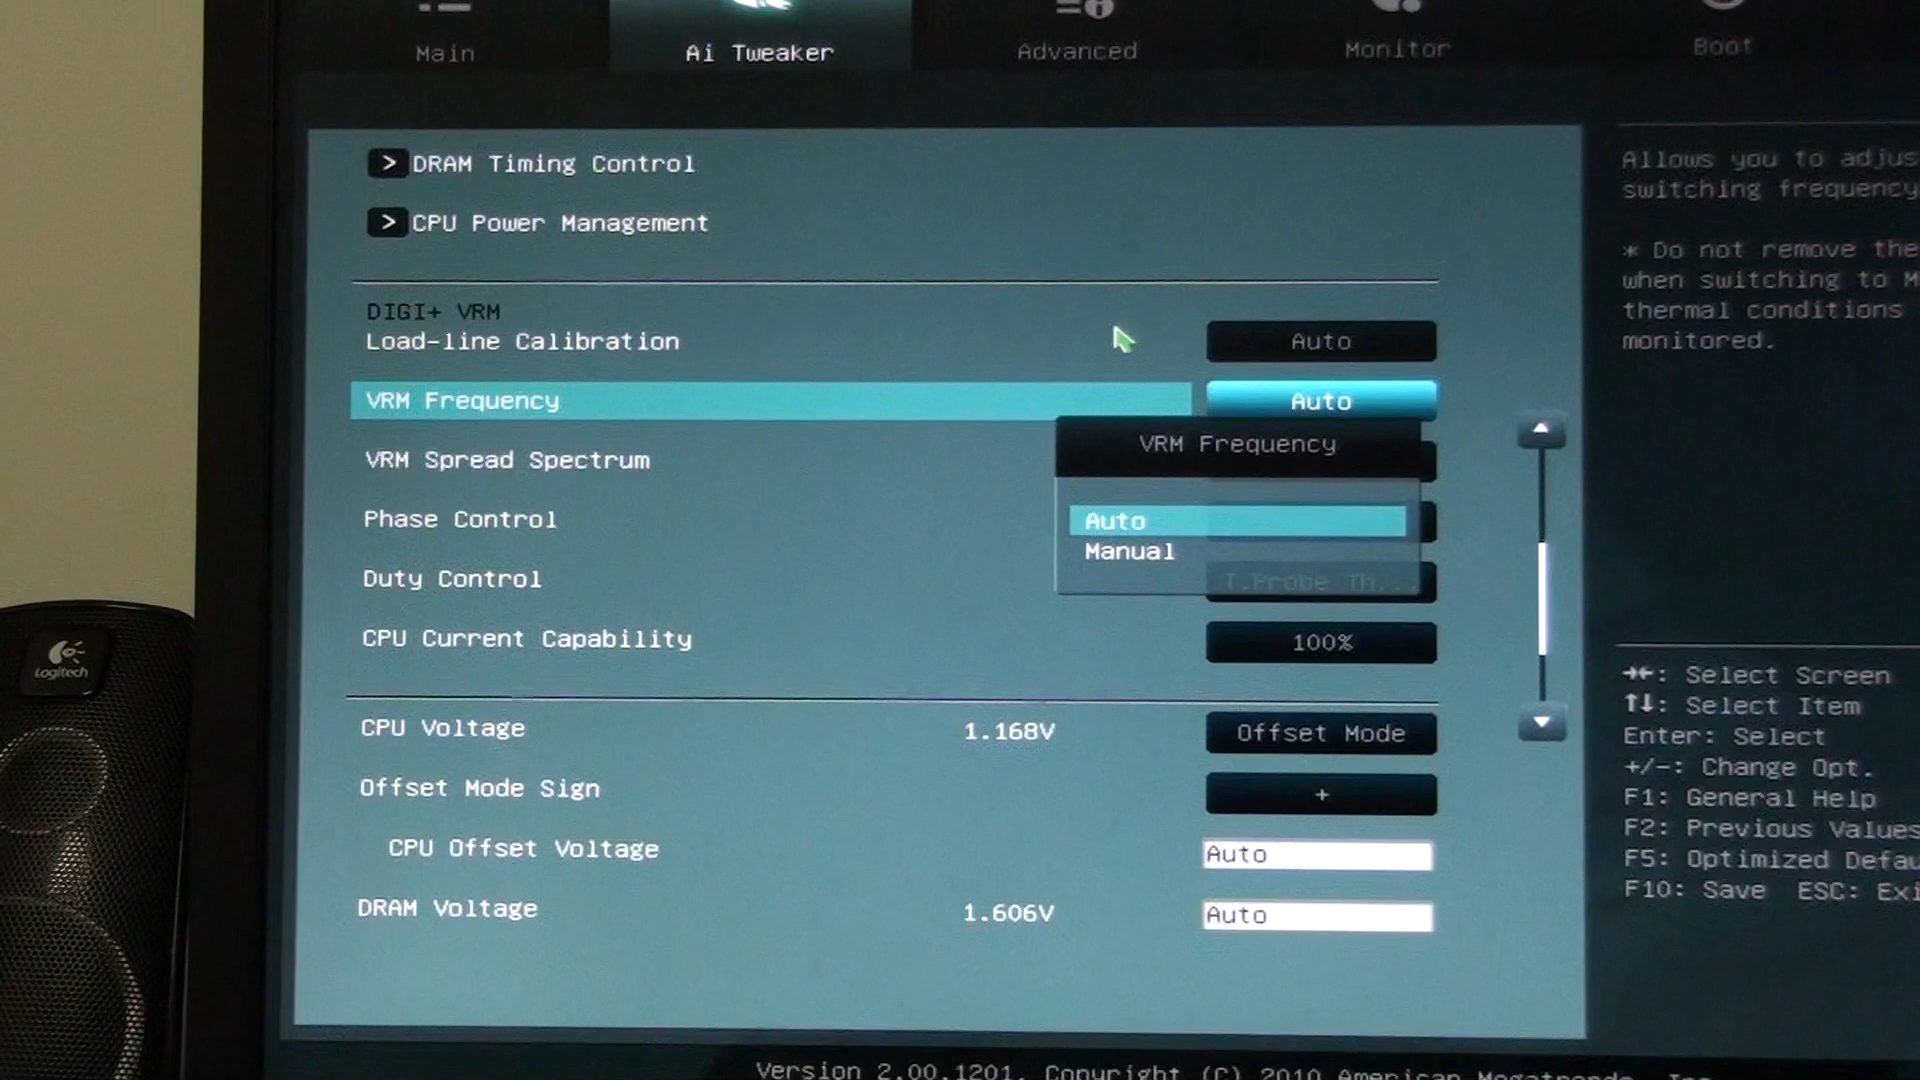 Main
Ai Tweaker
Advanced
Monitor
Boot
> DRAM Timing Control
> CPU Power Management
DIGI+ VRM
Load-line Calibration Auto
VRM Frequency Auto
VRM Spread Spectrum
Phase Control
Duty Control T.Probe Th...
CPU Current Capability 100%
VRM Frequency
Auto
Manual
CPU Voltage 1.168V Offset Mode
Offset Mode Sign +
CPU Offset Voltage Auto
DRAM Voltage 1.606V Auto
Allows you to adjus
switching frequency
* Do not remove the
when switching to M
thermal conditions
monitored.
→←: Select Screen
↑↓: Select Item
Enter: Select
+/-: Change Opt.
F1: General Help
F2: Previous Values
F5: Optimized Defau
F10: Save ESC: Exi
Version 2.00.1201. Copyright (C) 2010 American Megatrends, Inc.
Logitech